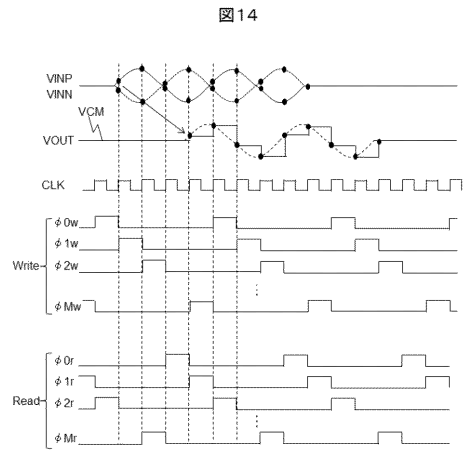 図14
VINP
VINN
VCM
VOUT
CLK
Write
φ0w
φ1w
φ2w
φMw
Read
φ0r
φ1r
φ2r
φMr